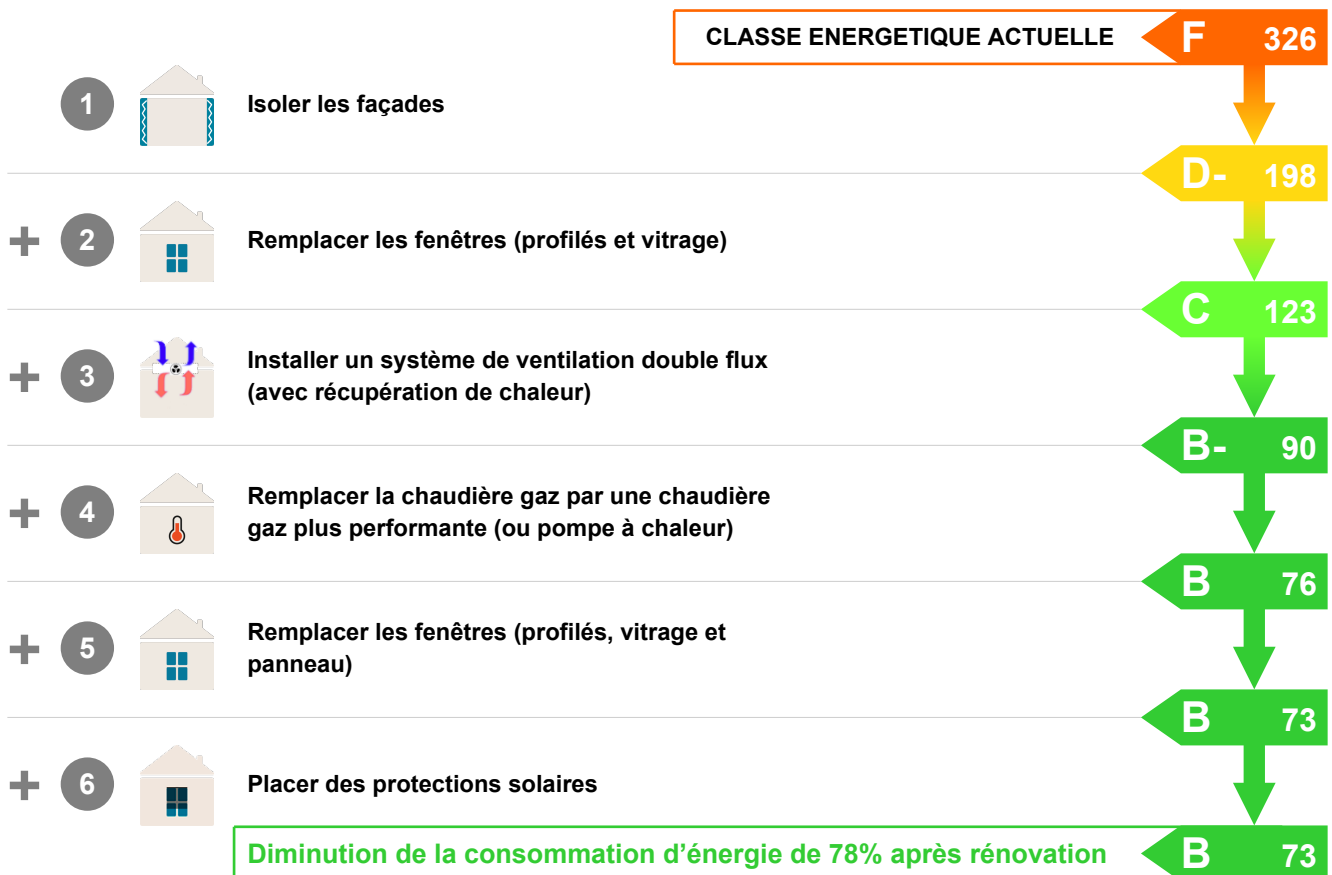 CLASSE ENERGETIQUE ACTUELLE F 326
1 Isoler les façades
D- 198
+ 2 Remplacer les fenêtres (profilés et vitrage)
C 123
+ 3 Installer un système de ventilation double flux
(avec récupération de chaleur)
B- 90
+ 4 Remplacer la chaudière gaz par une chaudière
gaz plus performante (ou pompe à chaleur)
B 76
+ 5 Remplacer les fenêtres (profilés, vitrage et
panneau)
B 73
+ 6 Placer des protections solaires
Diminution de la consommation d’énergie de 78% après rénovation B 73